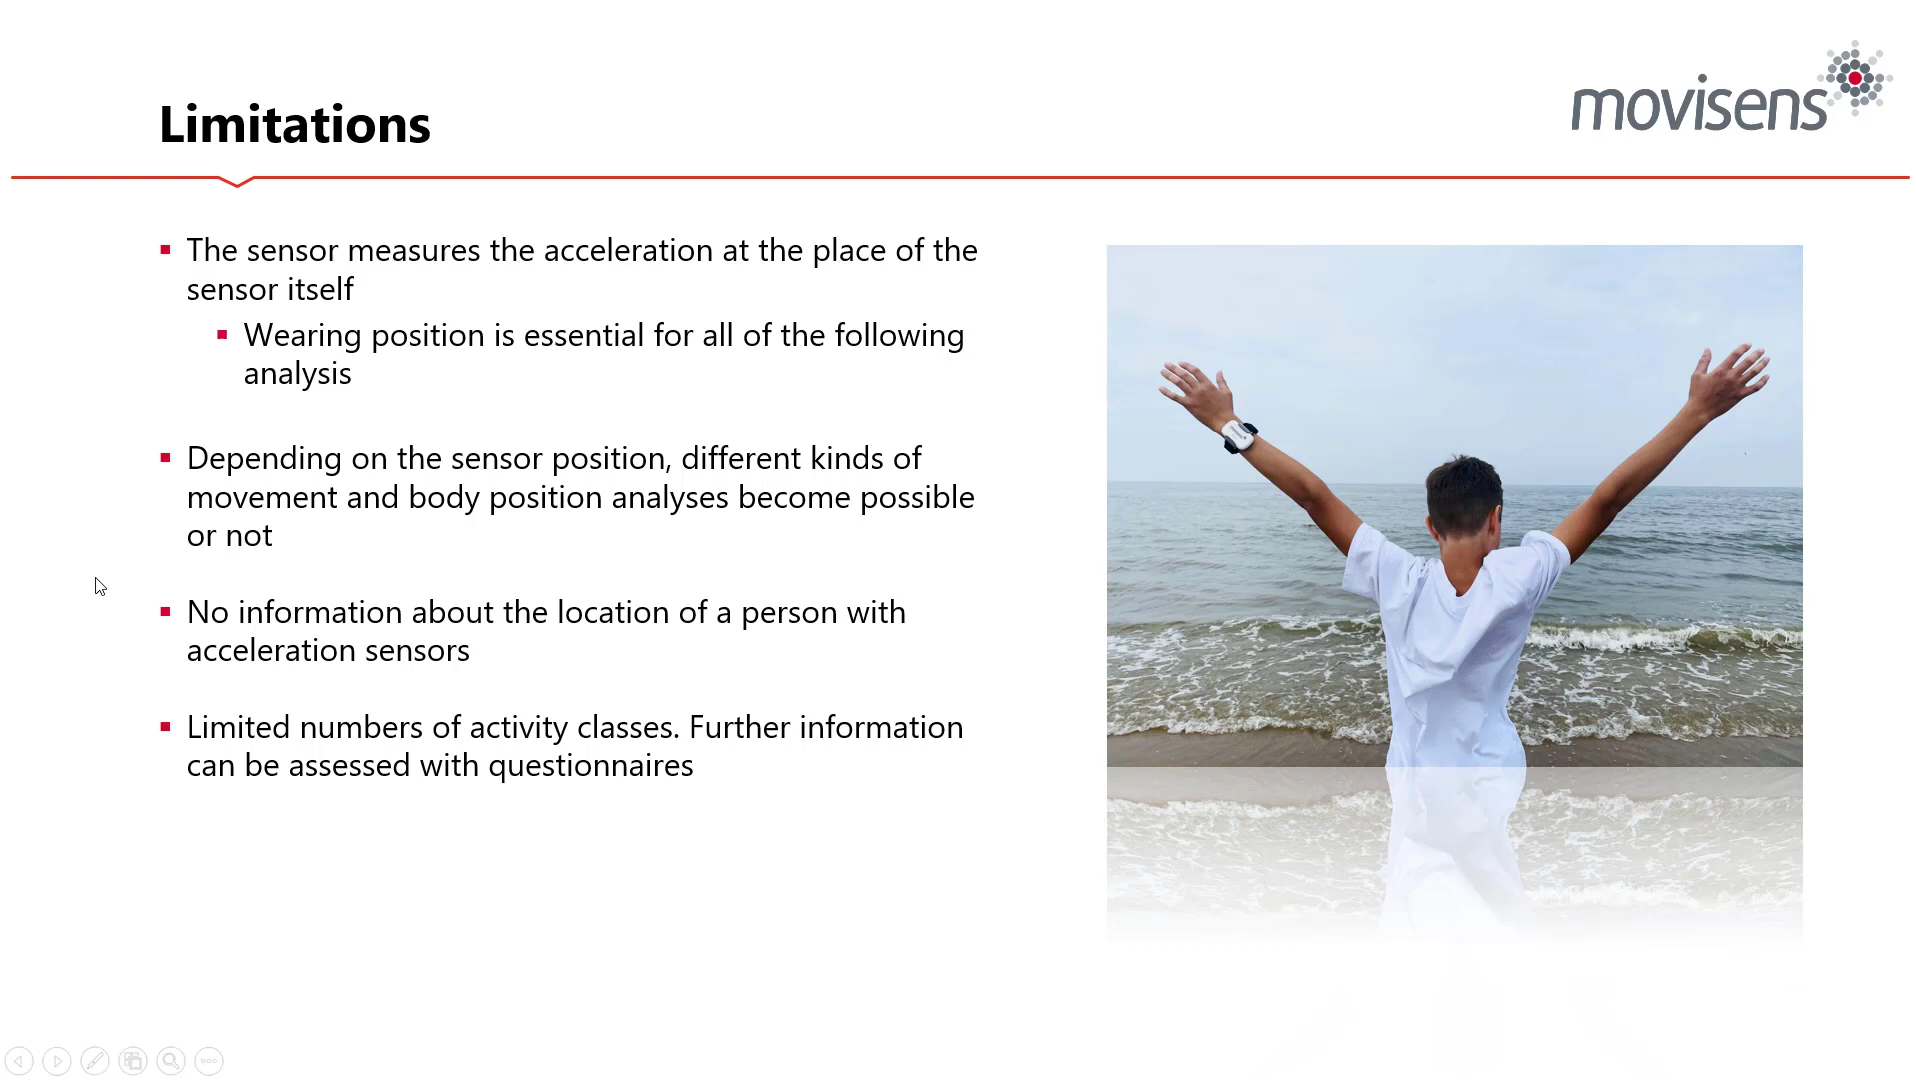 Limitations
movisens
The sensor measures the acceleration at the place of the
sensor itself
Wearing position is essential for all of the following
analysis
Depending on the sensor position, different kinds of
movement and body position analyses become possible
or not
No information about the location of a person with
acceleration sensors
Limited numbers of activity classes. Further information
can be assessed with questionnaires